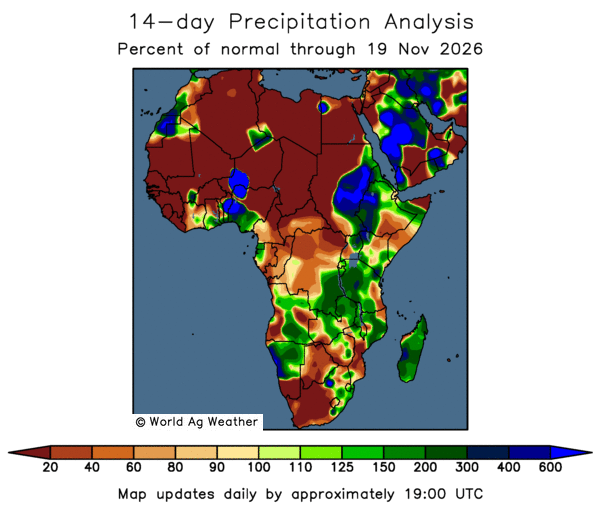 14-day Precipitation Analysis
Percent of normal through 19 Nov 2026
© World Ag Weather
20 40 60 80 90 100 110 125 150 200 300 400 600
Map updates daily by approximately 19:00 UTC